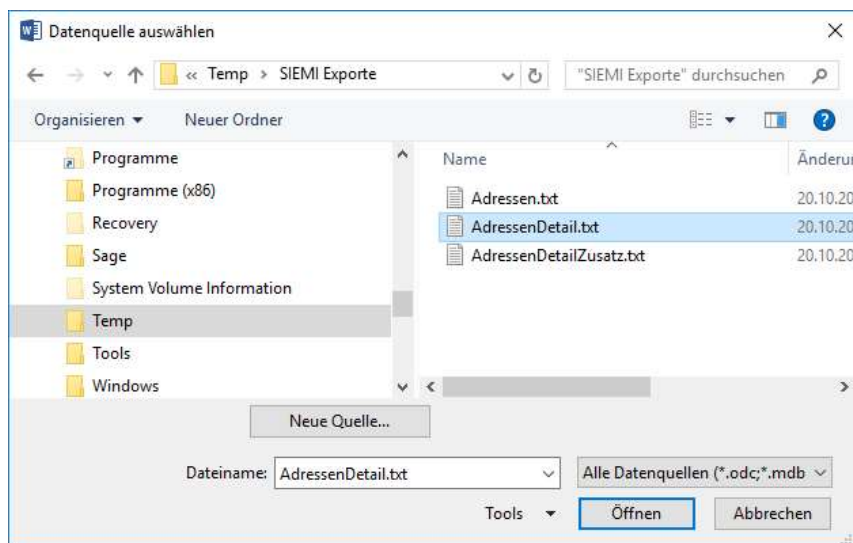 Datenquelle auswählen
« Temp > SIEMI Exporte
"SIEMI Exporte" durchsuchen
Organisieren
Neuer Ordner
Programme
Programme (x86)
Recovery
Sage
System Volume Information
Temp
Tools
Windows
Name
Änderu
Adressen.txt
20.10.20
AdressenDetail.txt
20.10.20
AdressenDetailZusatz.txt
20.10.20
Neue Quelle...
Dateiname:
AdressenDetail.txt
Alle Datenquellen (*.odc;*.mdb
Tools
Öffnen
Abbrechen